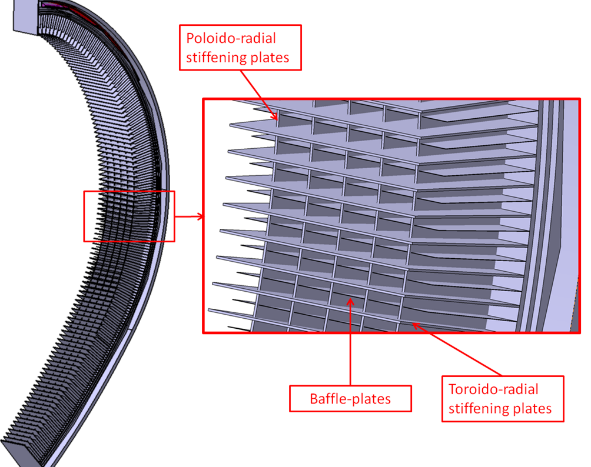 Poloido-radial
stiffening plates
Baffle-plates
Toroido-radial
stiffening plates